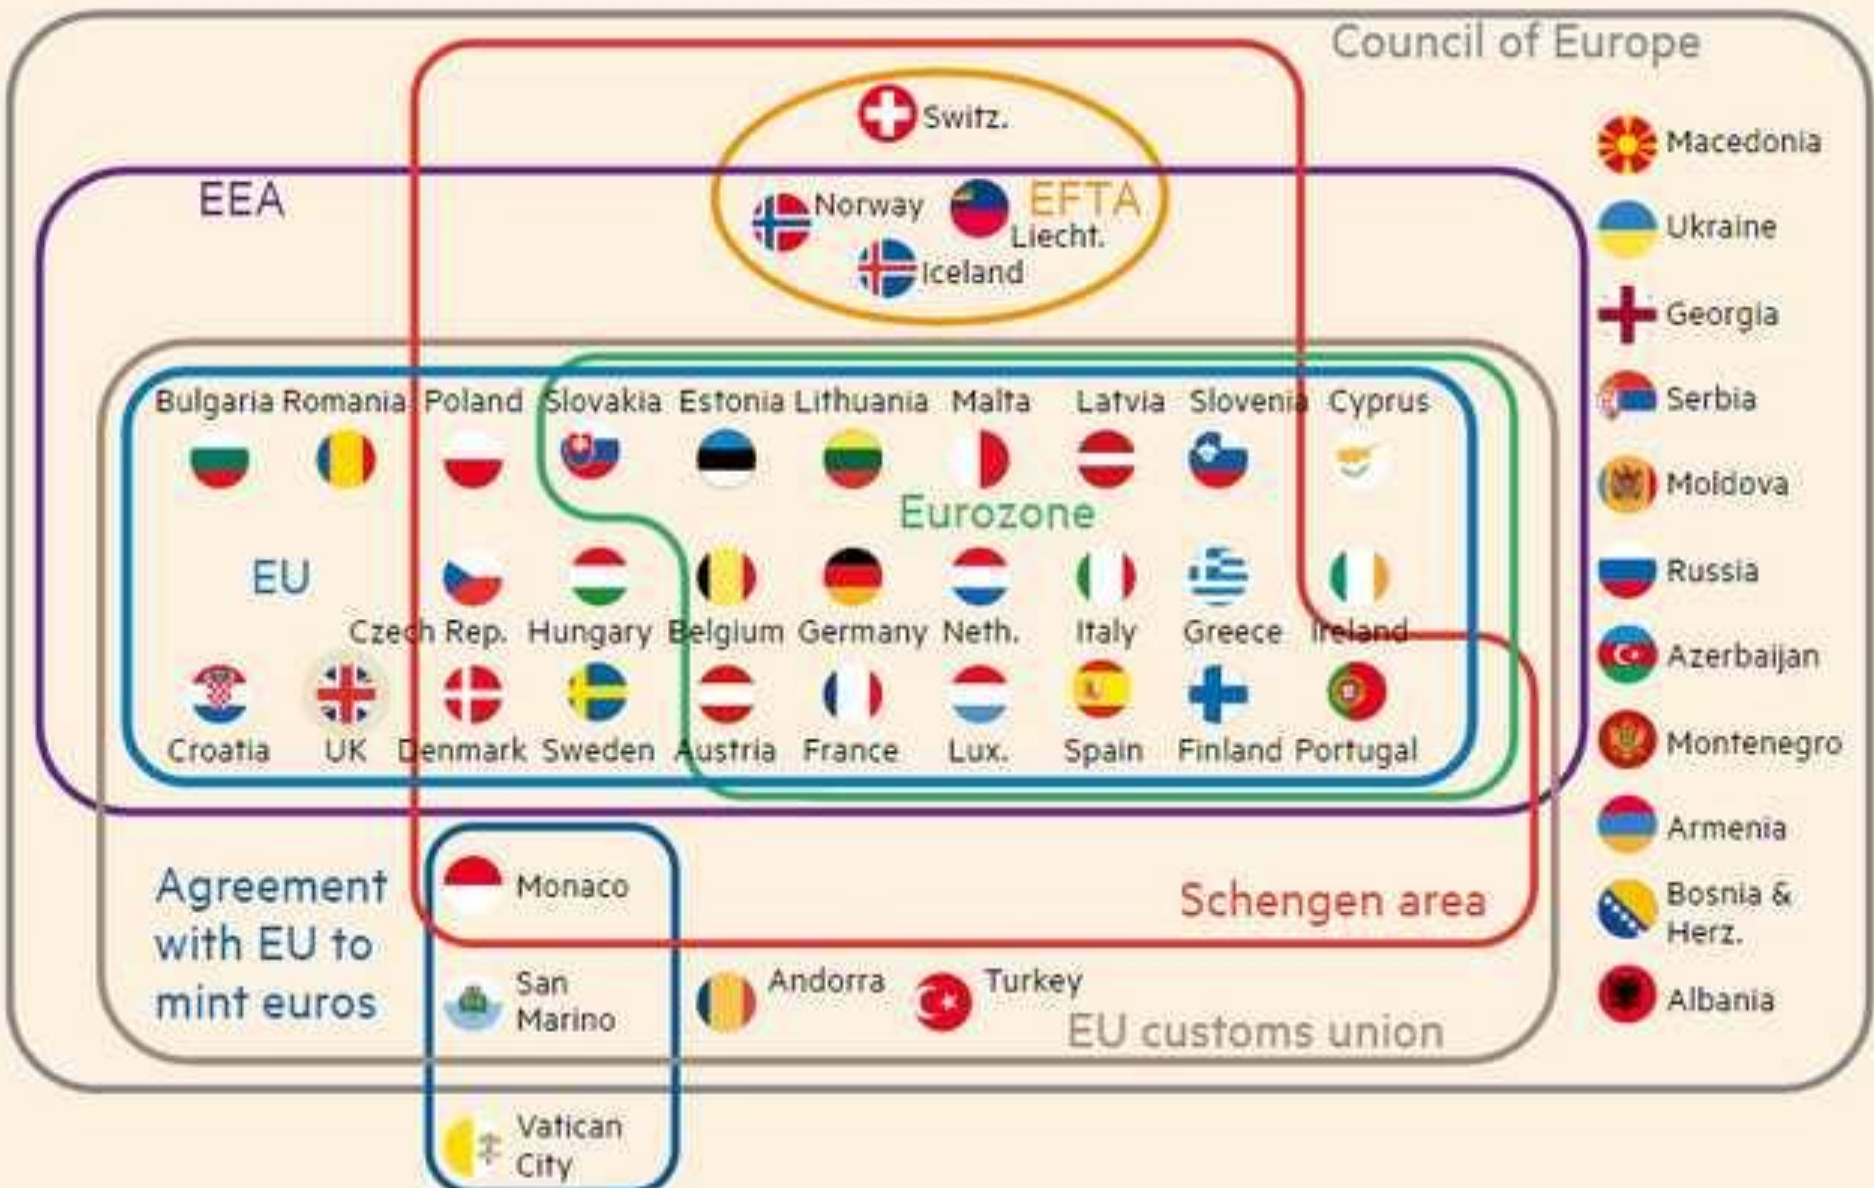 Council of Europe
Switz.
Macedonia
EEA
Norway
EFTA
Liecht.
Iceland
Ukraine
Georgia
Bulgaria Romania Poland Slovakia Estonia Lithuania Malta Latvia Slovenia Cyprus
Serbia
Moldova
Eurozone
EU
Russia
Czech Rep. Hungary Belgium Germany Neth. Italy Greece Ireland
Azerbaijan
Croatia UK Denmark Sweden Austria France Lux. Spain Finland Portugal
Montenegro
Armenia
Agreement
with EU to
mint euros
Monaco
Schengen area
Bosnia &
Herz.
San
Marino
Andorra
Turkey
EU customs union
Albania
Vatican
City